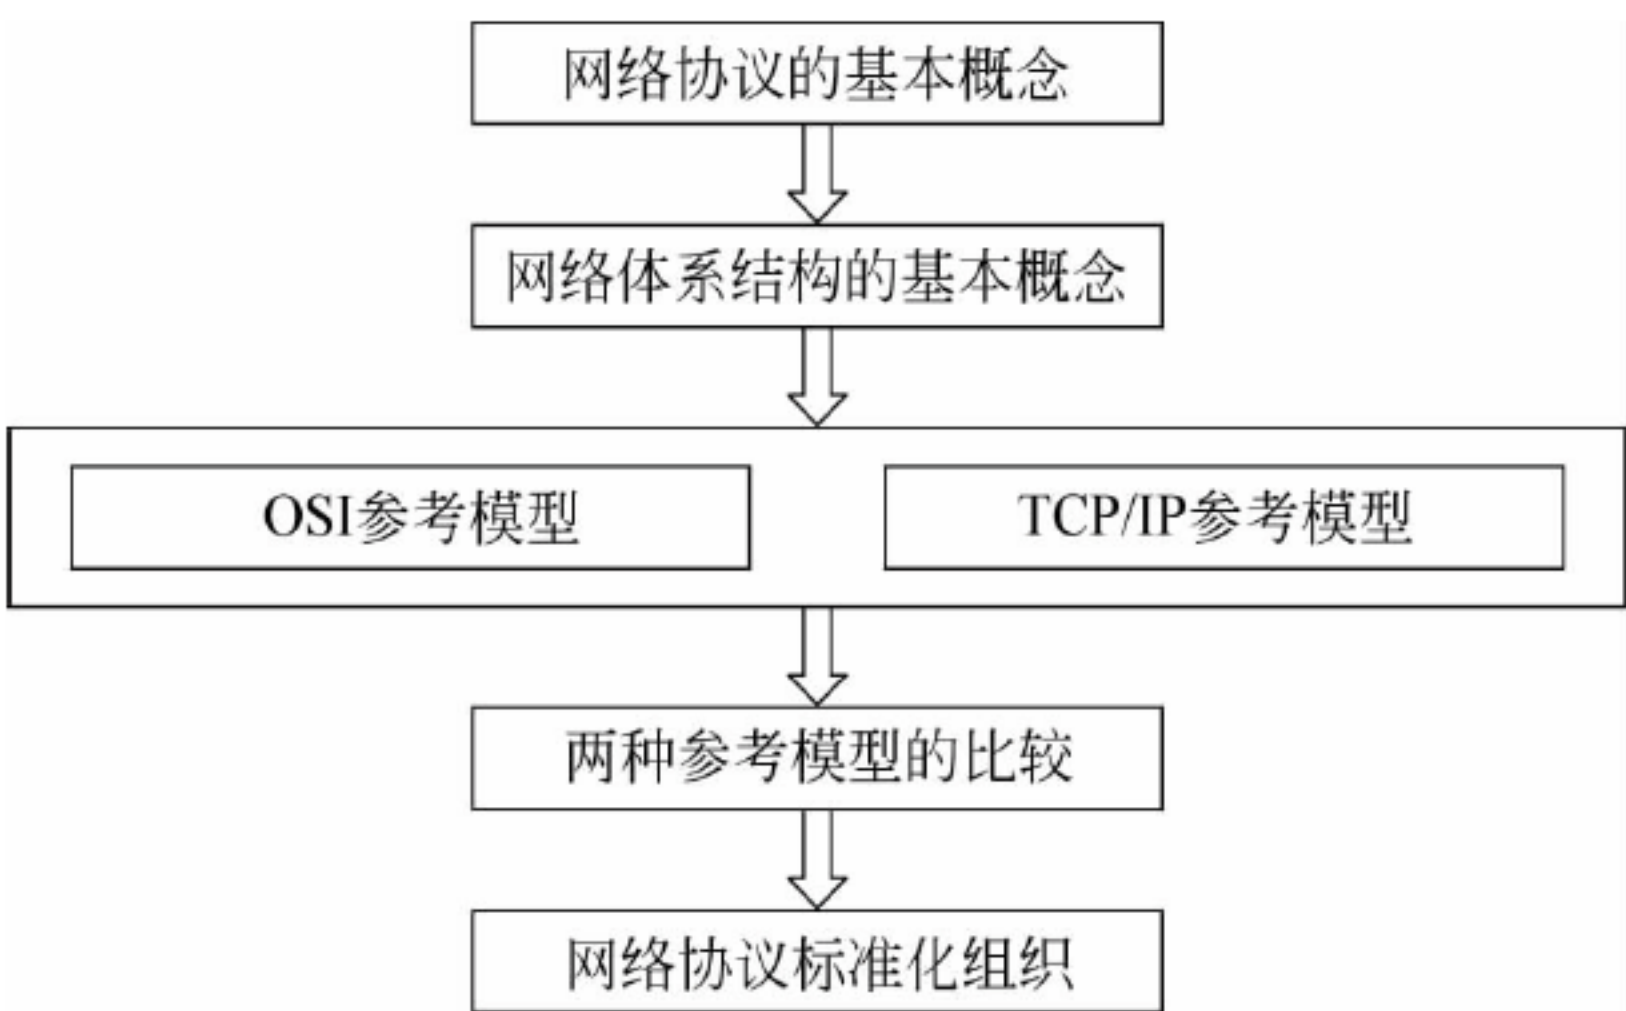 网络协议的基本概念
网络体系结构的基本概念
OSI参考模型
TCP/IP参考模型
两种参考模型的比较
网络协议标准化组织